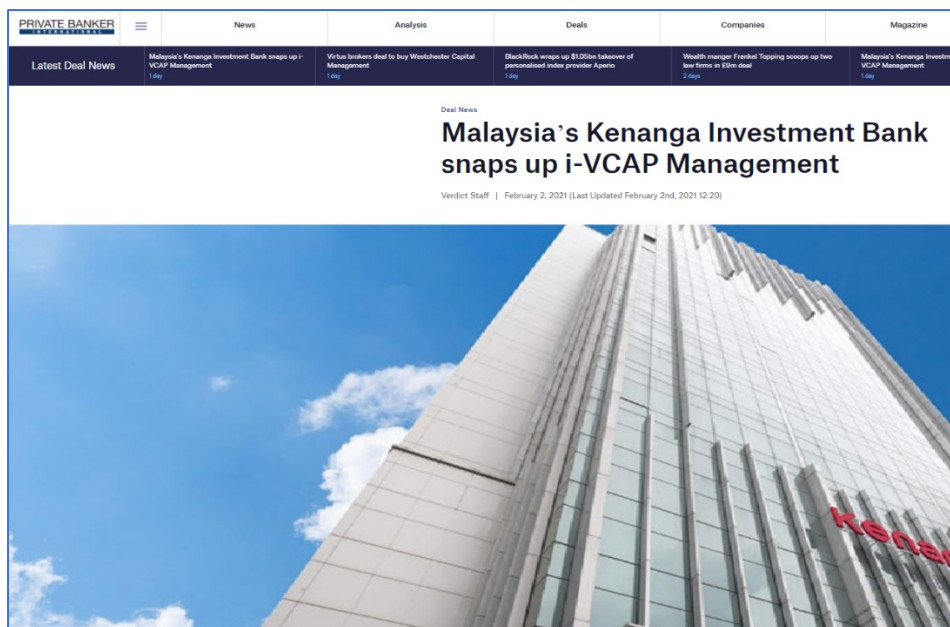 PRIVATE BANKER
INTERNATIONAL
News
Analysis
Deals
Companies
Magazine
Latest Deal News
Malaysia's Kenanga Investment Bank snaps up i-
VCAP Management
1 day
Virtus brokers deal to buy Westchester Capital
Management
1 day
BlackRock wraps up $1.05bn takeover of
personalised index provider Aperio
1 day
Wealth manger Frenkel Topping scoops up two
law firms in £9m deal
2 days
Malaysia's Kenanga Investm
VCAP Management
1 day
Deal News
Malaysia’s Kenanga Investment Bank
snaps up i-VCAP Management
Verdict Staff | February 2, 2021 (Last Updated February 2nd, 2021 12:20)
kenan